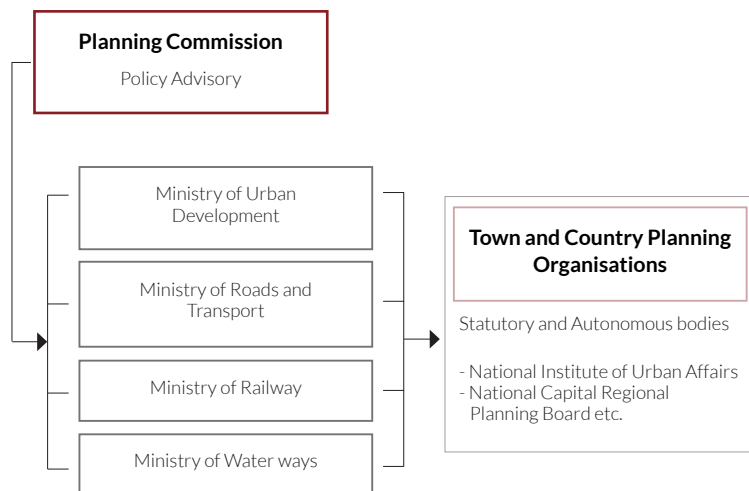 Planning Commission
Policy Advisory
Ministry of Urban
Development
Ministry of Roads and
Transport
Ministry of Railway
Ministry of Water ways
Town and Country Planning
Organisations
Statutory and Autonomous bodies
- National Institute of Urban Affairs
- National Capital Regional
Planning Board etc.